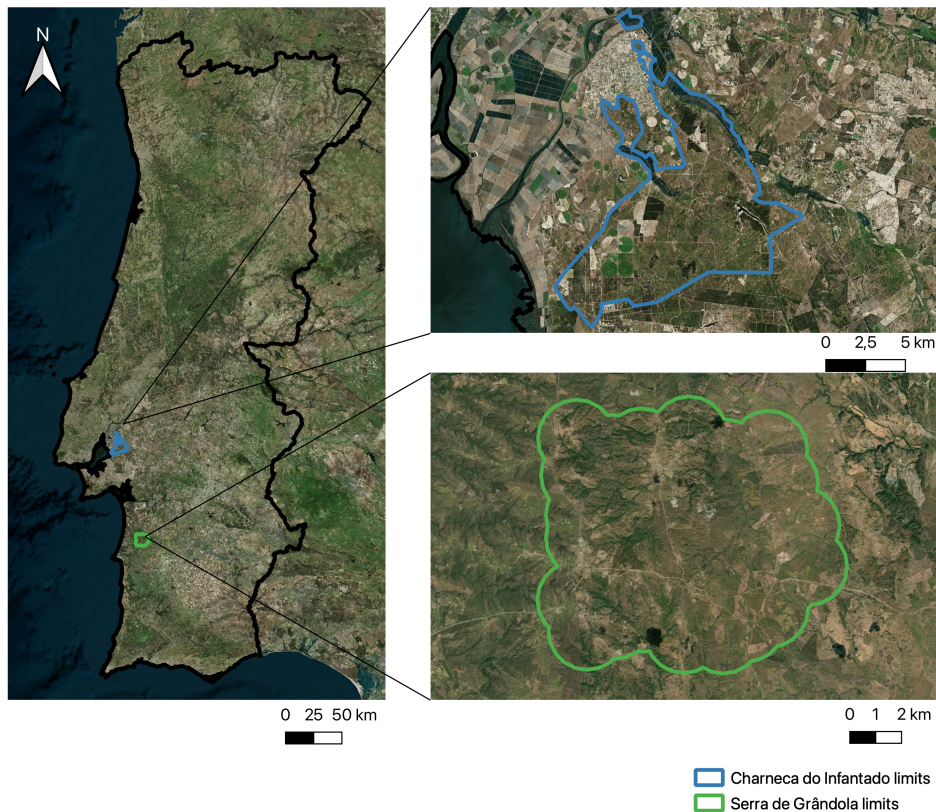 N
0 2,5 5 km
0 25 50 km
0 1 2 km
Charneca do Infantado limits
Serra de Grândola limits